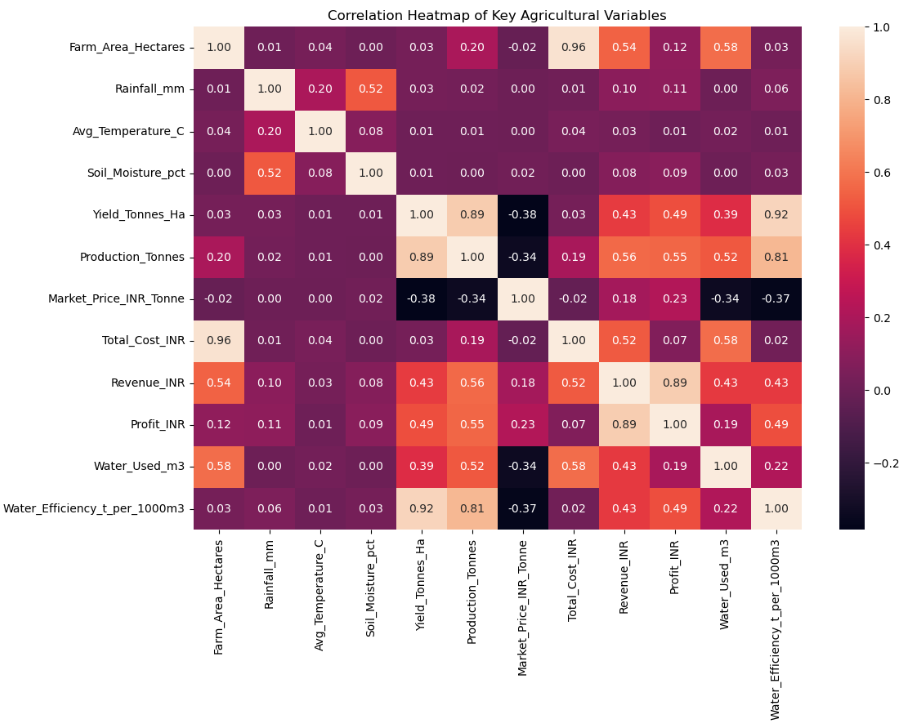 Correlation Heatmap of Key Agricultural Variables
Farm_Area_Hectares 1.00 0.01 0.04 0.00 0.03 0.20 -0.02 0.96 0.54 0.12 0.58 0.03
Rainfall_mm 0.01 1.00 0.20 0.52 0.03 0.02 0.00 0.01 0.10 0.11 0.00 0.06
Avg_Temperature_C 0.04 0.20 1.00 0.08 0.01 0.01 0.00 0.04 0.03 0.01 0.02 0.01
Soil_Moisture_pct 0.00 0.52 0.08 1.00 0.01 0.00 0.02 0.00 0.08 0.09 0.00 0.03
Yield_Tonnes_Ha 0.03 0.03 0.01 0.01 1.00 0.89 -0.38 0.03 0.43 0.49 0.39 0.92
Production_Tonnes 0.20 0.02 0.01 0.00 0.89 1.00 -0.34 0.19 0.56 0.55 0.52 0.81
Market_Price_INR_Tonne -0.02 0.00 0.00 0.02 -0.38 -0.34 1.00 -0.02 0.18 0.23 -0.34 -0.37
Total_Cost_INR 0.96 0.01 0.04 0.00 0.03 0.19 -0.02 1.00 0.52 0.07 0.58 0.02
Revenue_INR 0.54 0.10 0.03 0.08 0.43 0.56 0.18 0.52 1.00 0.89 0.43 0.43
Profit_INR 0.12 0.11 0.01 0.09 0.49 0.55 0.23 0.07 0.89 1.00 0.19 0.49
Water_Used_m3 0.58 0.00 0.02 0.00 0.39 0.52 -0.34 0.58 0.43 0.19 1.00 0.22
Water_Efficiency_t_per_1000m3 0.03 0.06 0.01 0.03 0.92 0.81 -0.37 0.02 0.43 0.49 0.22 1.00
Farm_Area_Hectares
Rainfall_mm
Avg_Temperature_C
Soil_Moisture_pct
Yield_Tonnes_Ha
Production_Tonnes
Market_Price_INR_Tonne
Total_Cost_INR
Revenue_INR
Profit_INR
Water_Used_m3
Water_Efficiency_t_per_1000m3
1.0
0.8
0.6
0.4
0.2
0.0
−0.2